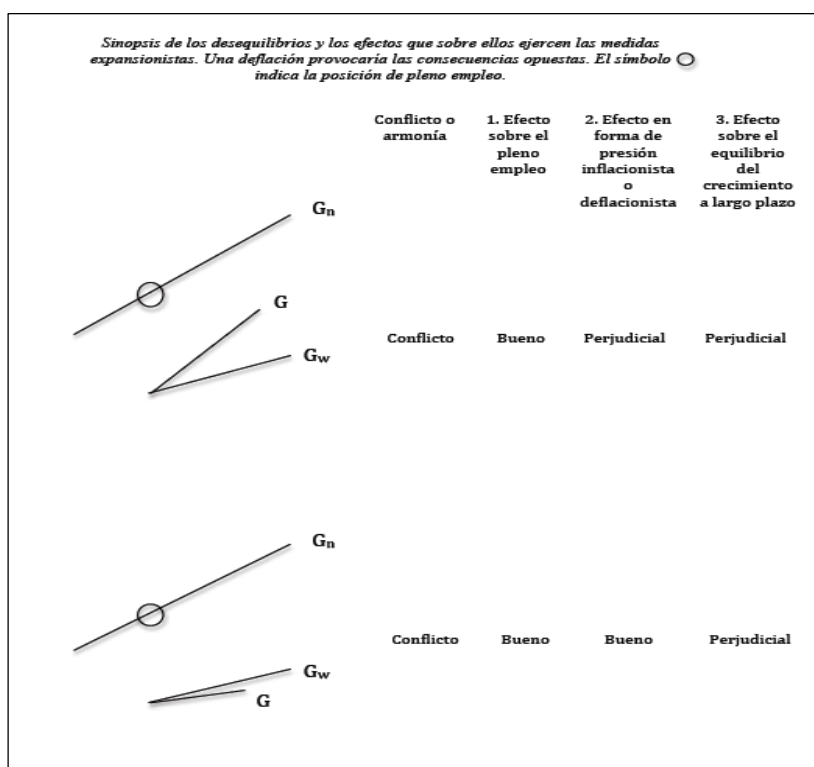 Sinopsis de los desequilibrios y los efectos que sobre ellos ejercen las medidas
expansionistas. Una deflación provocaría las consecuencias opuestas. El símbolo
indica la posición de pleno empleo.
Conflicto o
armonía
1. Efecto
sobre el
pleno
empleo
2. Efecto en
forma de
presión
inflacionista
o
deflacionista
3. Efecto
sobre el
equilibrio
del
crecimiento
a largo plazo
Gn
G
Gw
Conflicto Bueno Perjudicial Perjudicial
Gn
Conflicto Bueno Bueno Perjudicial
Gw
G